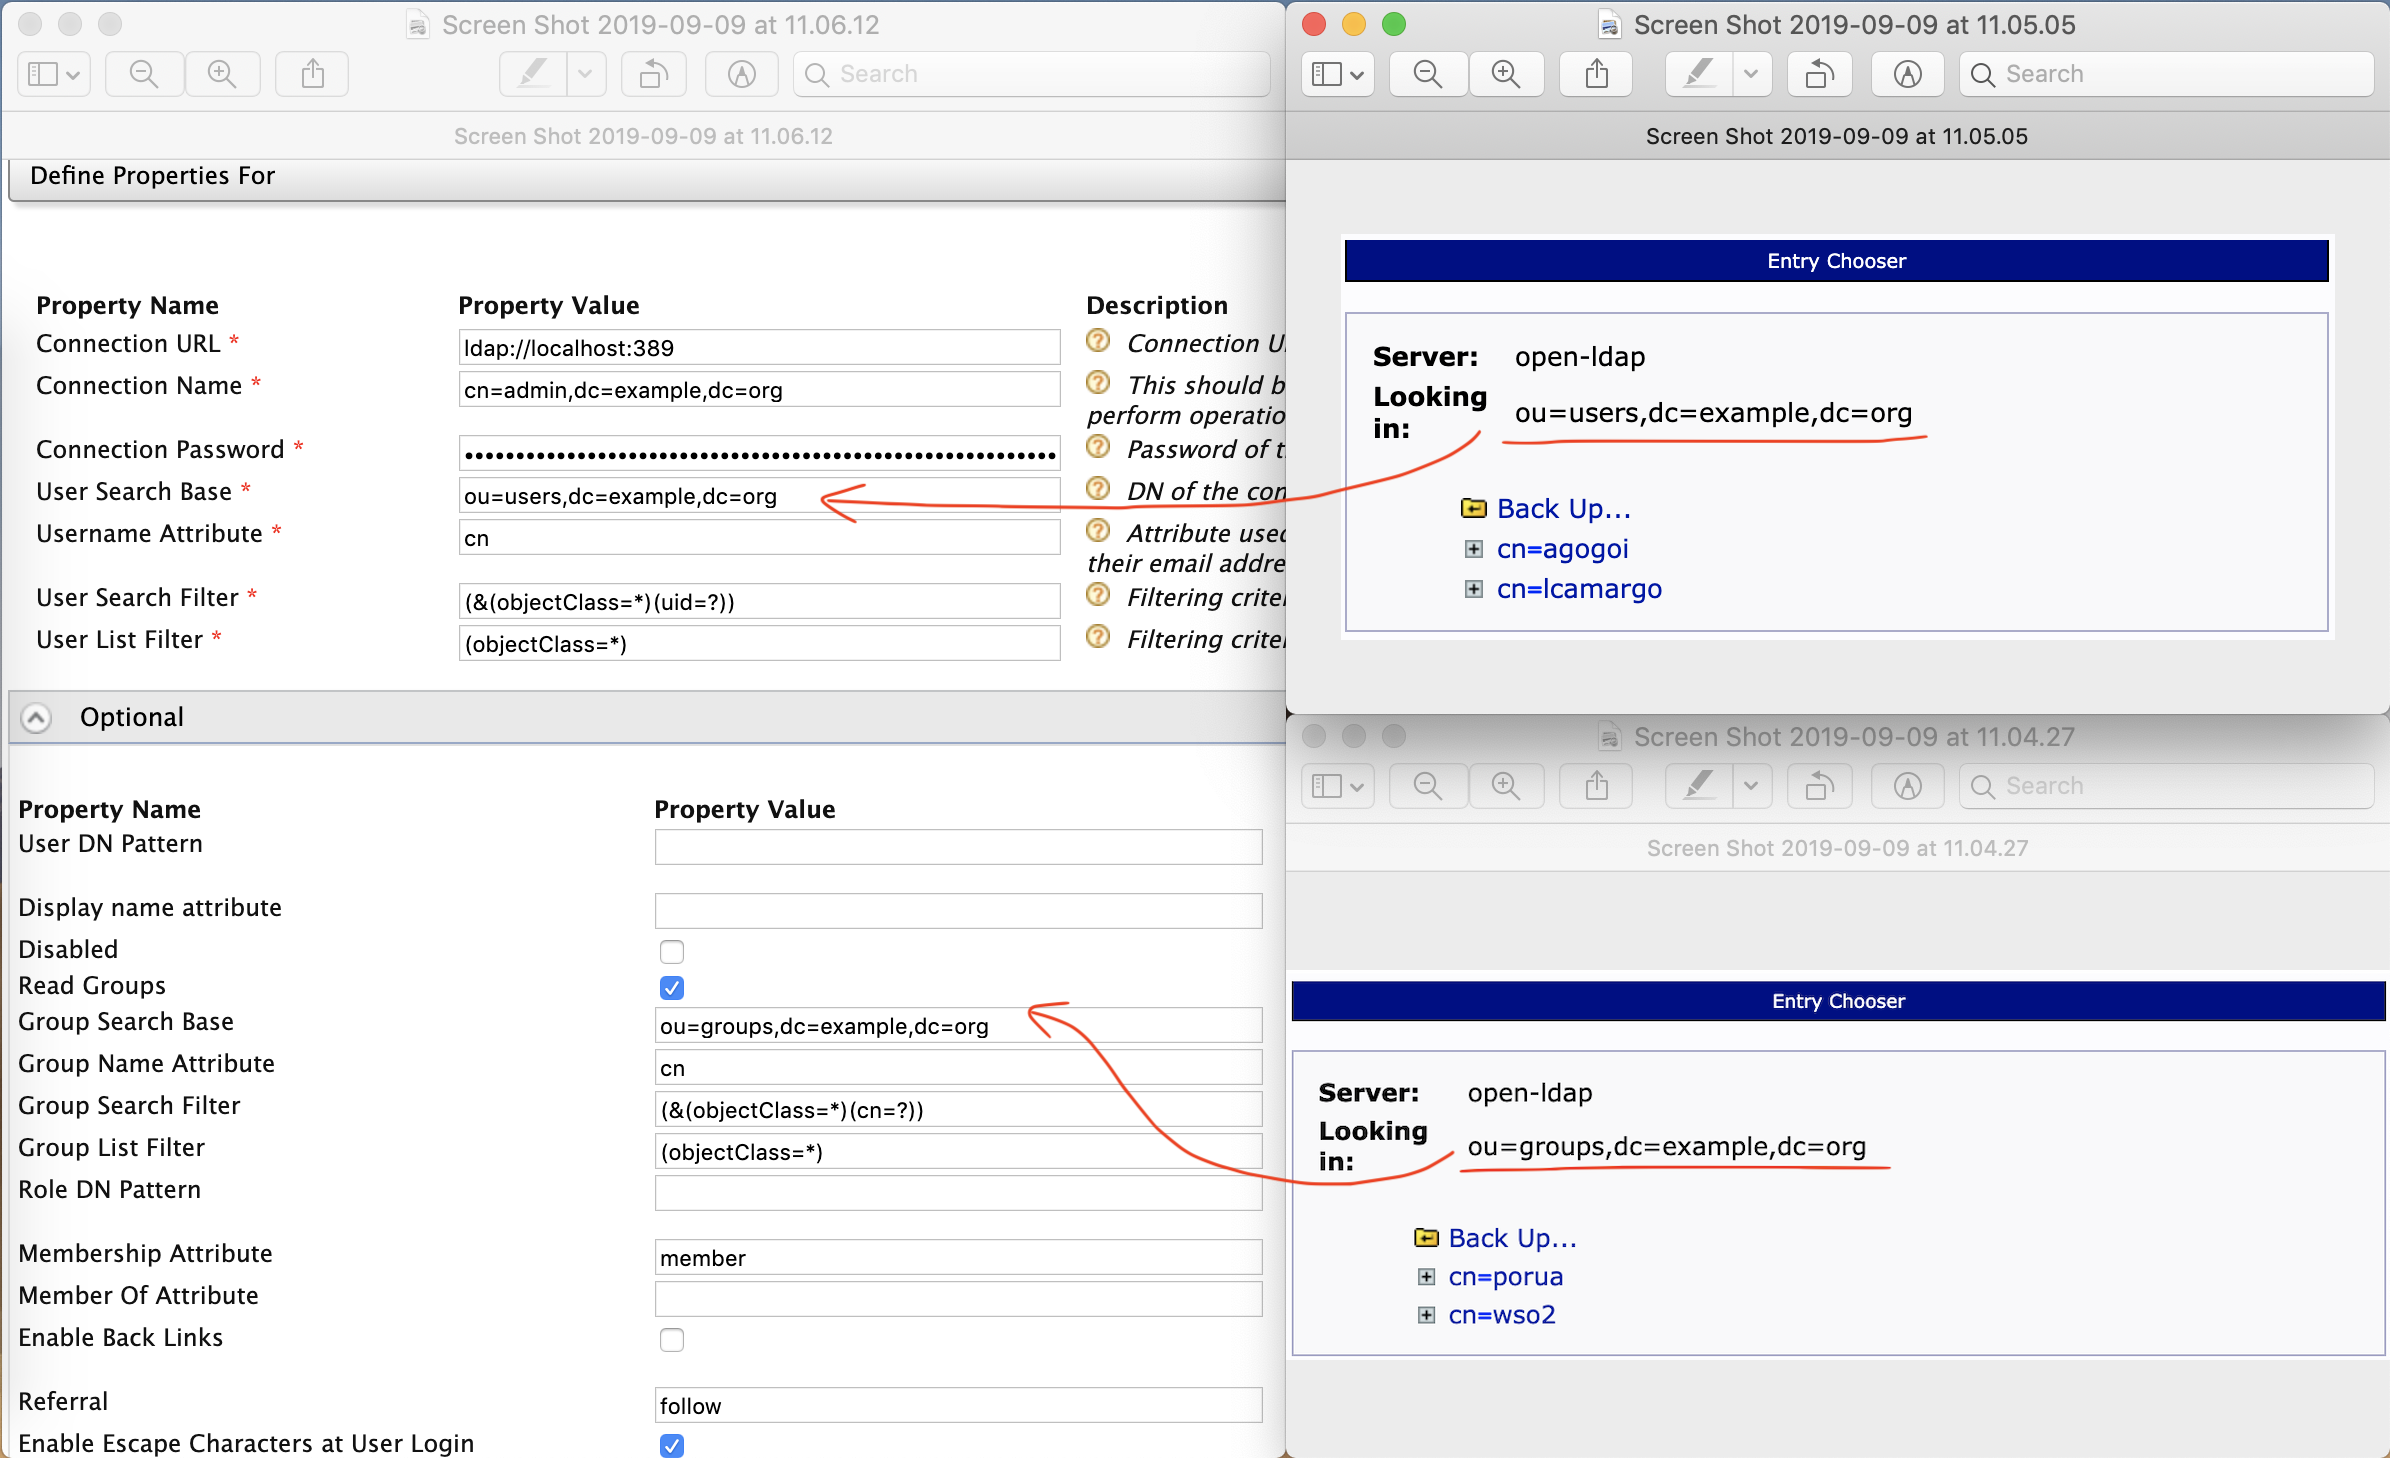 Screen Shot 2019-09-09 at 11.06.12
Search
Screen Shot 2019-09-09 at 11.06.12
Define Properties For
Property Name Property Value Description
Connection URL * ldap://localhost:389 Connection U
Connection Name * cn=admin,dc=example,dc=org This should b
perform operatio
Connection Password * •••••••••••••••••••••••••••••••••••••••••••••••••••••••• Password of t
User Search Base * ou=users,dc=example,dc=org DN of the con
Username Attribute * cn Attribute used
their email addre
User Search Filter * (&(objectClass=*)(uid=?)) Filtering crite
User List Filter * (objectClass=*) Filtering crite
Optional
Property Name Property Value
User DN Pattern
Display name attribute
Disabled
Read Groups
Group Search Base ou=groups,dc=example,dc=org
Group Name Attribute cn
Group Search Filter (&(objectClass=*)(cn=?))
Group List Filter (objectClass=*)
Role DN Pattern
Membership Attribute member
Member Of Attribute
Enable Back Links
Referral follow
Enable Escape Characters at User Login
Screen Shot 2019-09-09 at 11.05.05
Search
Screen Shot 2019-09-09 at 11.05.05
Entry Chooser
Server: open-ldap
Looking in: ou=users,dc=example,dc=org
Back Up...
cn=agogoi
cn=lcamargo
Screen Shot 2019-09-09 at 11.04.27
Search
Screen Shot 2019-09-09 at 11.04.27
Entry Chooser
Server: open-ldap
Looking in: ou=groups,dc=example,dc=org
Back Up...
cn=porua
cn=wso2